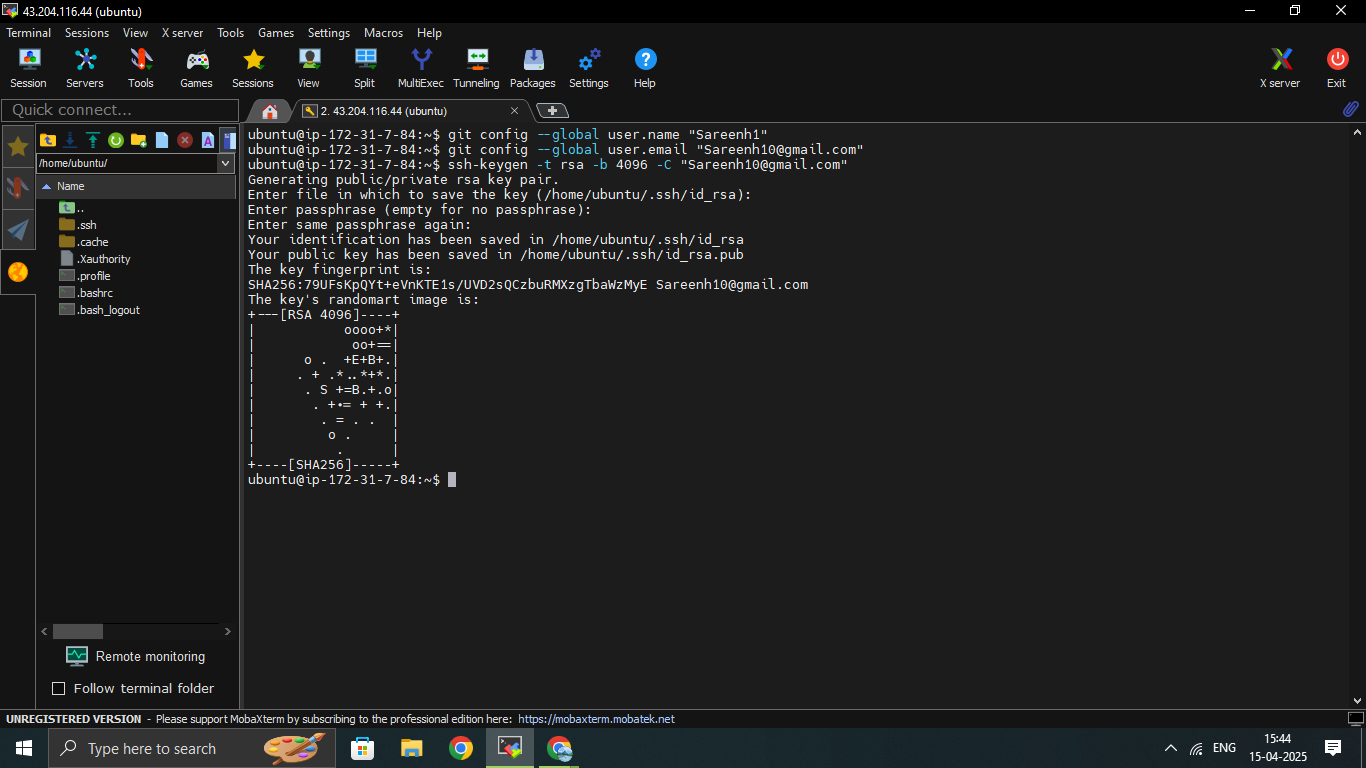 43.204.116.44 (ubuntu)
Terminal Sessions View X server Tools Games Settings Macros Help
Session Servers Tools Games Sessions View Split MultiExec Tunneling Packages Settings Help X server Exit
Quick connect...
2. 43.204.116.44 (ubuntu)
/home/ubuntu/
Name
..
.ssh
.cache
.Xauthority
.profile
.bashrc
.bash_logout
Remote monitoring
Follow terminal folder
ubuntu@ip-172-31-7-84:~$ git config --global user.name "Sareenh1"
ubuntu@ip-172-31-7-84:~$ git config --global user.email "Sareenh10@gmail.com"
ubuntu@ip-172-31-7-84:~$ ssh-keygen -t rsa -b 4096 -C "Sareenh10@gmail.com"
Generating public/private rsa key pair.
Enter file in which to save the key (/home/ubuntu/.ssh/id_rsa):
Enter passphrase (empty for no passphrase):
Enter same passphrase again:
Your identification has been saved in /home/ubuntu/.ssh/id_rsa
Your public key has been saved in /home/ubuntu/.ssh/id_rsa.pub
The key fingerprint is:
SHA256:79UFsKpQYt+eVnKTE1s/UVD2sQCzbuRMXzgTbaWzMyE Sareenh10@gmail.com
The key's randomart image is:
+---[RSA 4096]----+
|           oooo+*|
|            oo+==|
|      o .  +E+B+.|
|     . + .*..*+*.|
|      . S +=B.+.o|
|       . +*= + +.|
|        . = . .  |
|         o .     |
|          .      |
+----[SHA256]-----+
ubuntu@ip-172-31-7-84:~$
UNREGISTERED VERSION - Please support MobaXterm by subscribing to the professional edition here: https://mobaxterm.mobatek.net
Type here to search
ENG
15:44
15-04-2025